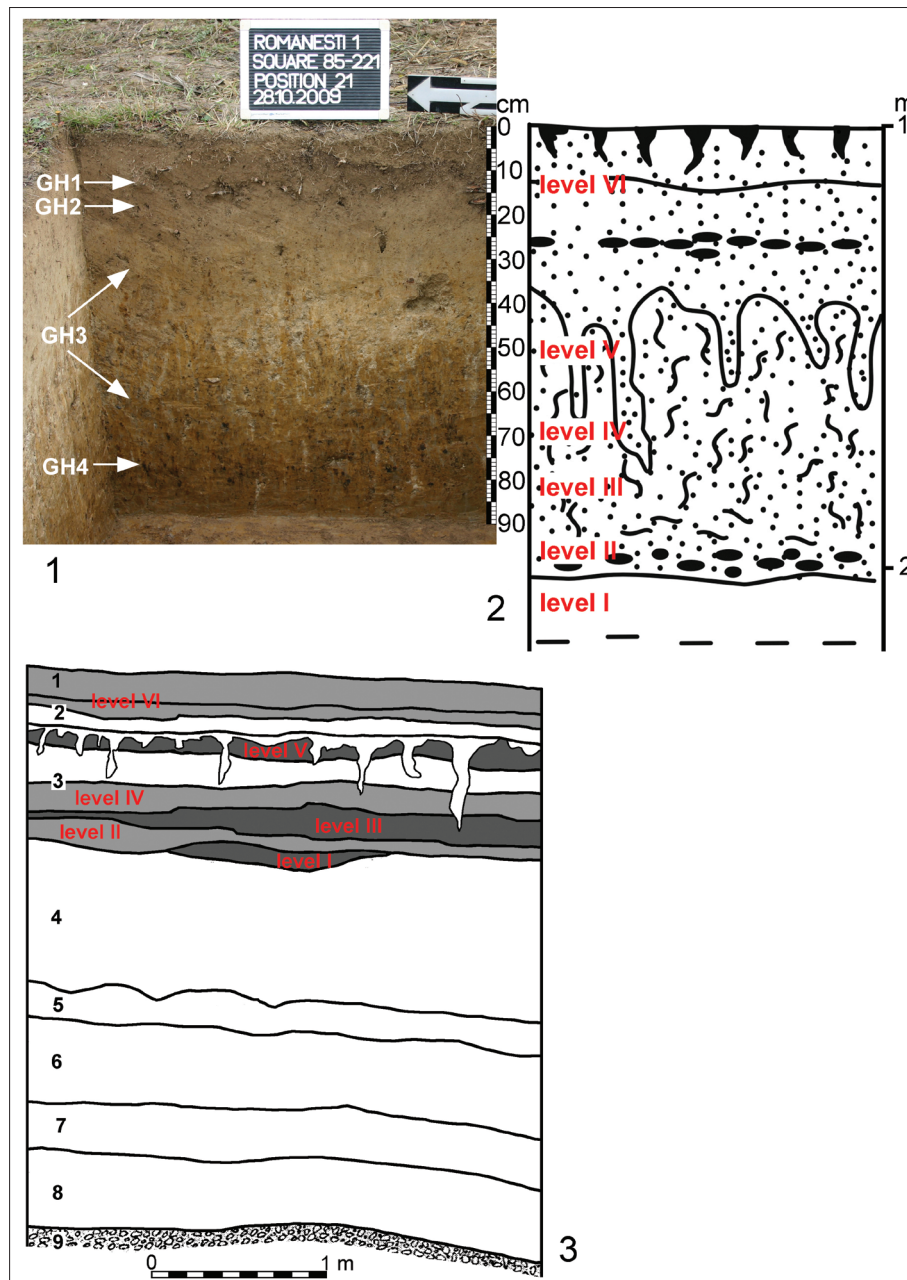 ROMANESTI 1
SQUARE 85-221
POSITION 21
28.10.2009
cm
0
10
20
30
40
50
60
70
80
90
GH1
GH2
GH3
GH4
1
m
1
level VI
level V
level IV
level III
level II
2
level I
2
1
level VI
2
level V
3
level IV
level III
level II
level I
4
5
6
7
8
9
0 1 m
3